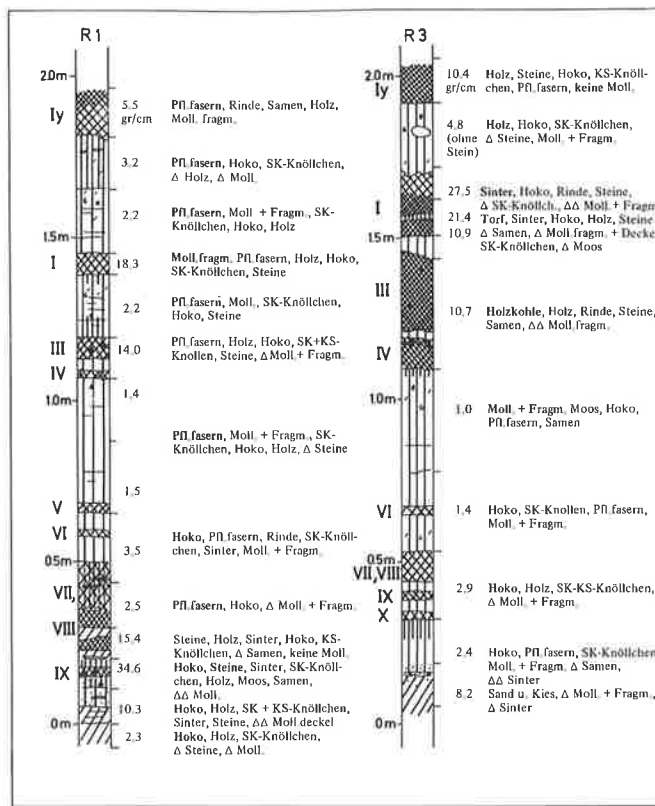 R 1
2.0m
Iy
5.5
gr/cm
Pfl.fasern, Rinde, Samen, Holz,
Moll.fragm.
3,2
Pfl.fasern, Hoko, SK-Knöllchen,
Δ Holz, Δ Moll.
2,2
Pfl.fasern, Moll + Fragm., SK-
Knöllchen, Hoko, Holz
1.5m
I
18,3
Moll.fragm. Pfl.fasern, Holz, Hoko,
SK-Knöllchen, Steine
2,2
Pfl.fasern, Moll., SK-Knöllchen,
Hoko, Steine
III
14,0
Pfl.fasern, Holz, Hoko, SK+KS-
Knollen, Steine, Δ Moll + Fragm.
IV
1.0m
1,4
Pfl.fasern, Moll. + Fragm., SK-
Knöllchen, Hoko, Holz, Δ Steine
1,5
V
VI
3,5
Hoko, Pfl.fasern, Rinde, SK-Knöll-
chen, Sinter, Moll. + Fragm.
0.5m
VII,
2,5
Pfl.fasern, Hoko, Δ Moll. + Fragm.
VIII
15,4
Steine, Holz, Sinter, Hoko, KS-
Knöllchen, Δ Samen, keine Moll.
IX
34,6
Hoko, Steine, Sinter, SK-Knöll-
chen, Holz, Moos, Samen,
ΔΔ Moll.
10,3
Hoko, Holz, SK + KS-Knöllchen,
Sinter, Steine, ΔΔ Moll deckel
0m
2,3
Hoko, Holz, SK-Knöllchen,
Δ Steine, Δ Moll.
R 3
2.0m
Iy
10,4
gr/cm
Holz, Steine, Hoko, KS-Knöll-
chen, Pfl.fasern, keine Moll.
4,8
(ohne
Stein)
Holz, Hoko, SK-Knöllchen,
Δ Steine, Moll. + Fragm.
27,5
Sinter, Hoko, Rinde, Steine,
Δ SK-Knöllch., ΔΔ Moll. + Fragm
I
21,4
Torf, Sinter, Hoko, Holz, Steine
1.5m
10,9
Δ Samen, Δ Moll.fragm. + Decke
SK-Knöllchen, Δ Moos
III
10,7
Holzkohle, Holz, Rinde, Steine,
Samen, ΔΔ Moll.fragm.
IV
1.0m
1,0
Moll. + Fragm. Moos, Hoko,
Pfl.fasern, Samen
VI
1,4
Hoko, SK-Knollen, Pfl.fasern,
Moll. + Fragm.
0.5m
VII,VIII
IX
2,9
Hoko, Holz, SK-KS-Knöllchen,
Δ Moll. + Fragm.
X
2,4
Hoko, Pfl.fasern, SK-Knöllchen
Moll. + Fragm. Δ Samen,
ΔΔ Sinter
8,2
Sand u. Kies, Δ Moll. + Fragm.,
Δ Sinter
0m